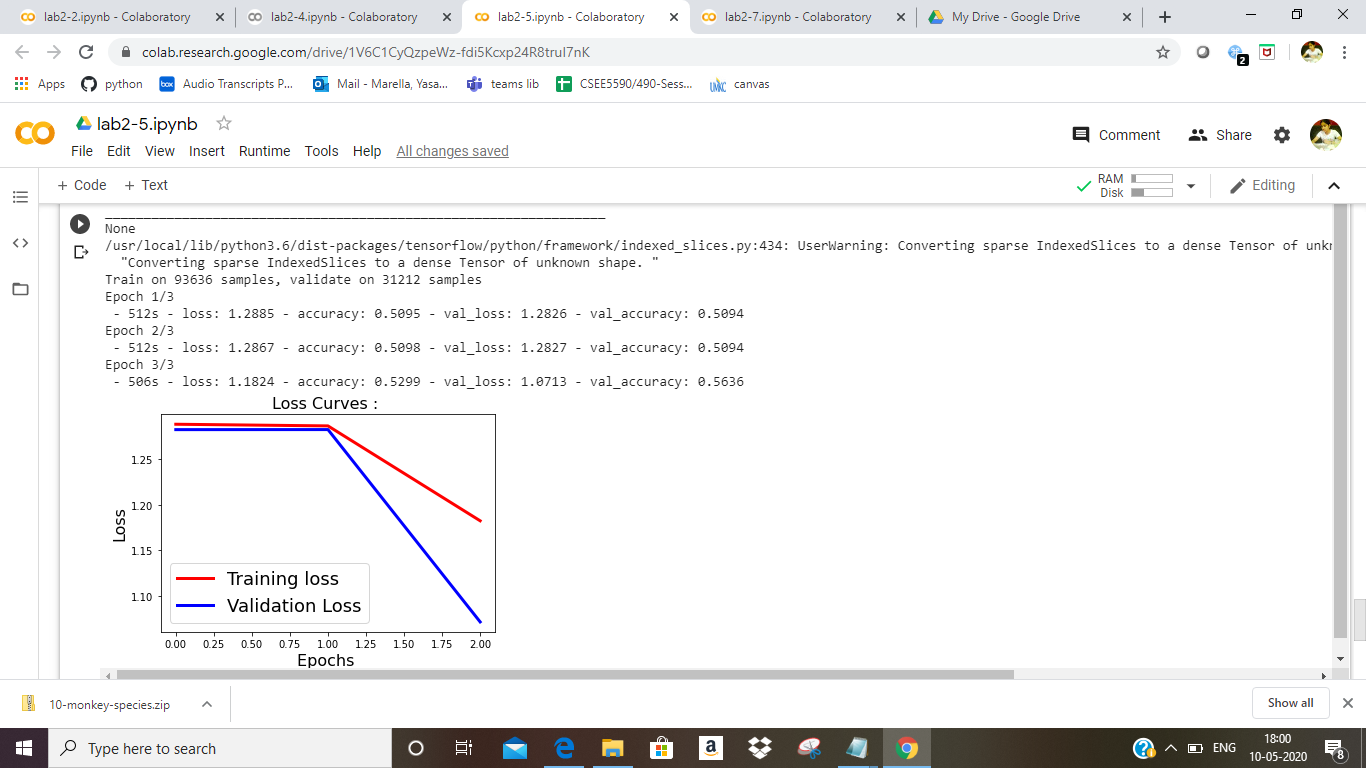 lab2-2.ipynb - Colaboratory
lab2-4.ipynb - Colaboratory
lab2-5.ipynb - Colaboratory
lab2-7.ipynb - Colaboratory
My Drive - Google Drive
colab.research.google.com/drive/1V6C1CyQzpeWz-fdi5Kcxp24R8truI7nK
2
Apps
python
box
Audio Transcripts P...
Mail - Marella, Yasa...
teams lib
CSEE5590/490-Sess...
UMKC
canvas
lab2-5.ipynb
Comment
Share
File Edit View Insert Runtime Tools Help All changes saved
+ Code + Text
RAM
Disk
Editing
None
/usr/local/lib/python3.6/dist-packages/tensorflow/python/framework/indexed_slices.py:434: UserWarning: Converting sparse IndexedSlices to a dense Tensor of unkn
"Converting sparse IndexedSlices to a dense Tensor of unknown shape. "
Train on 93636 samples, validate on 31212 samples
Epoch 1/3
- 512s - loss: 1.2885 - accuracy: 0.5095 - val_loss: 1.2826 - val_accuracy: 0.5094
Epoch 2/3
- 512s - loss: 1.2867 - accuracy: 0.5098 - val_loss: 1.2827 - val_accuracy: 0.5094
Epoch 3/3
- 506s - loss: 1.1824 - accuracy: 0.5299 - val_loss: 1.0713 - val_accuracy: 0.5636
Loss Curves :
1.25
1.20
1.15
1.10
Loss
Training loss
Validation Loss
0.00 0.25 0.50 0.75 1.00 1.25 1.50 1.75 2.00
Epochs
10-monkey-species.zip
Show all
Type here to search
ENG
18:00
10-05-2020
8